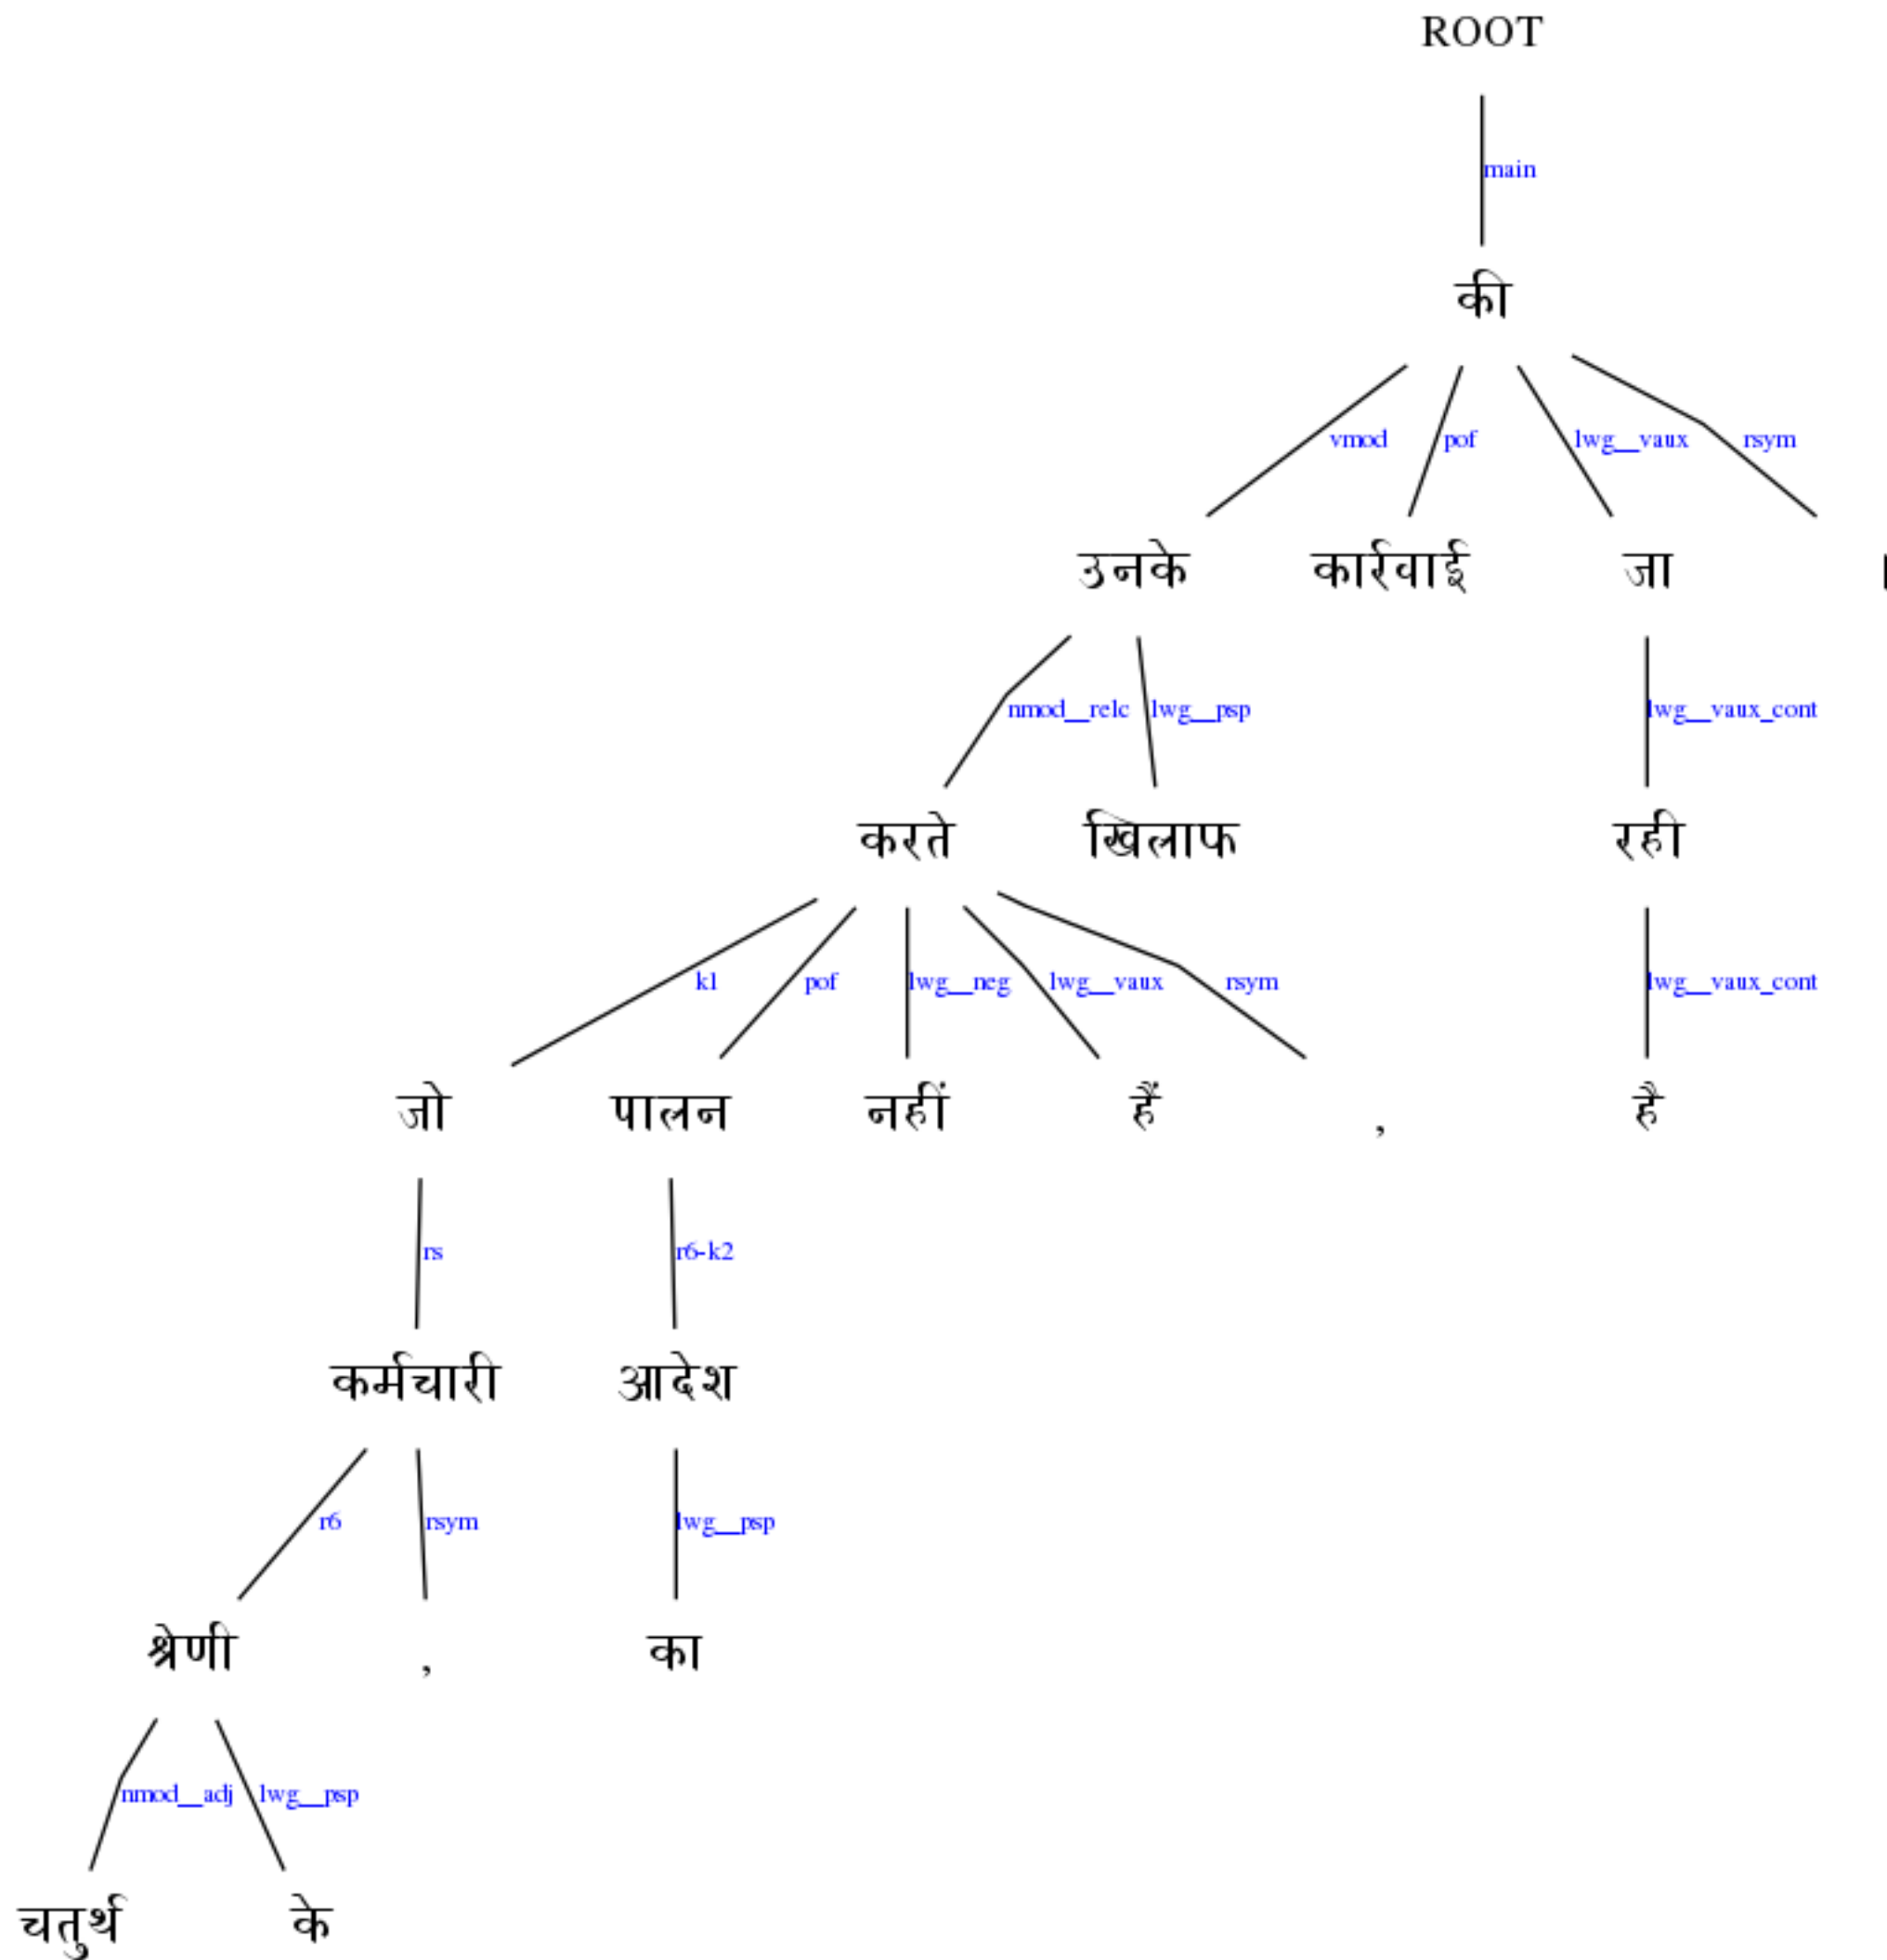 ROOT
main
की
vmod pof lwg__vaux rsym
उनके कार्रवाई जा ।
nmod__relc lwg__psp lwg__vaux_cont
करते खिलाफ रही
k1 pof lwg__neg lwg__vaux rsym lwg__vaux_cont
जो पालन नहीं हैं , है
rs r6-k2
कर्मचारी आदेश
r6 rsym lwg__psp
श्रेणी , का
nmod__adj lwg__psp
चतुर्थ के